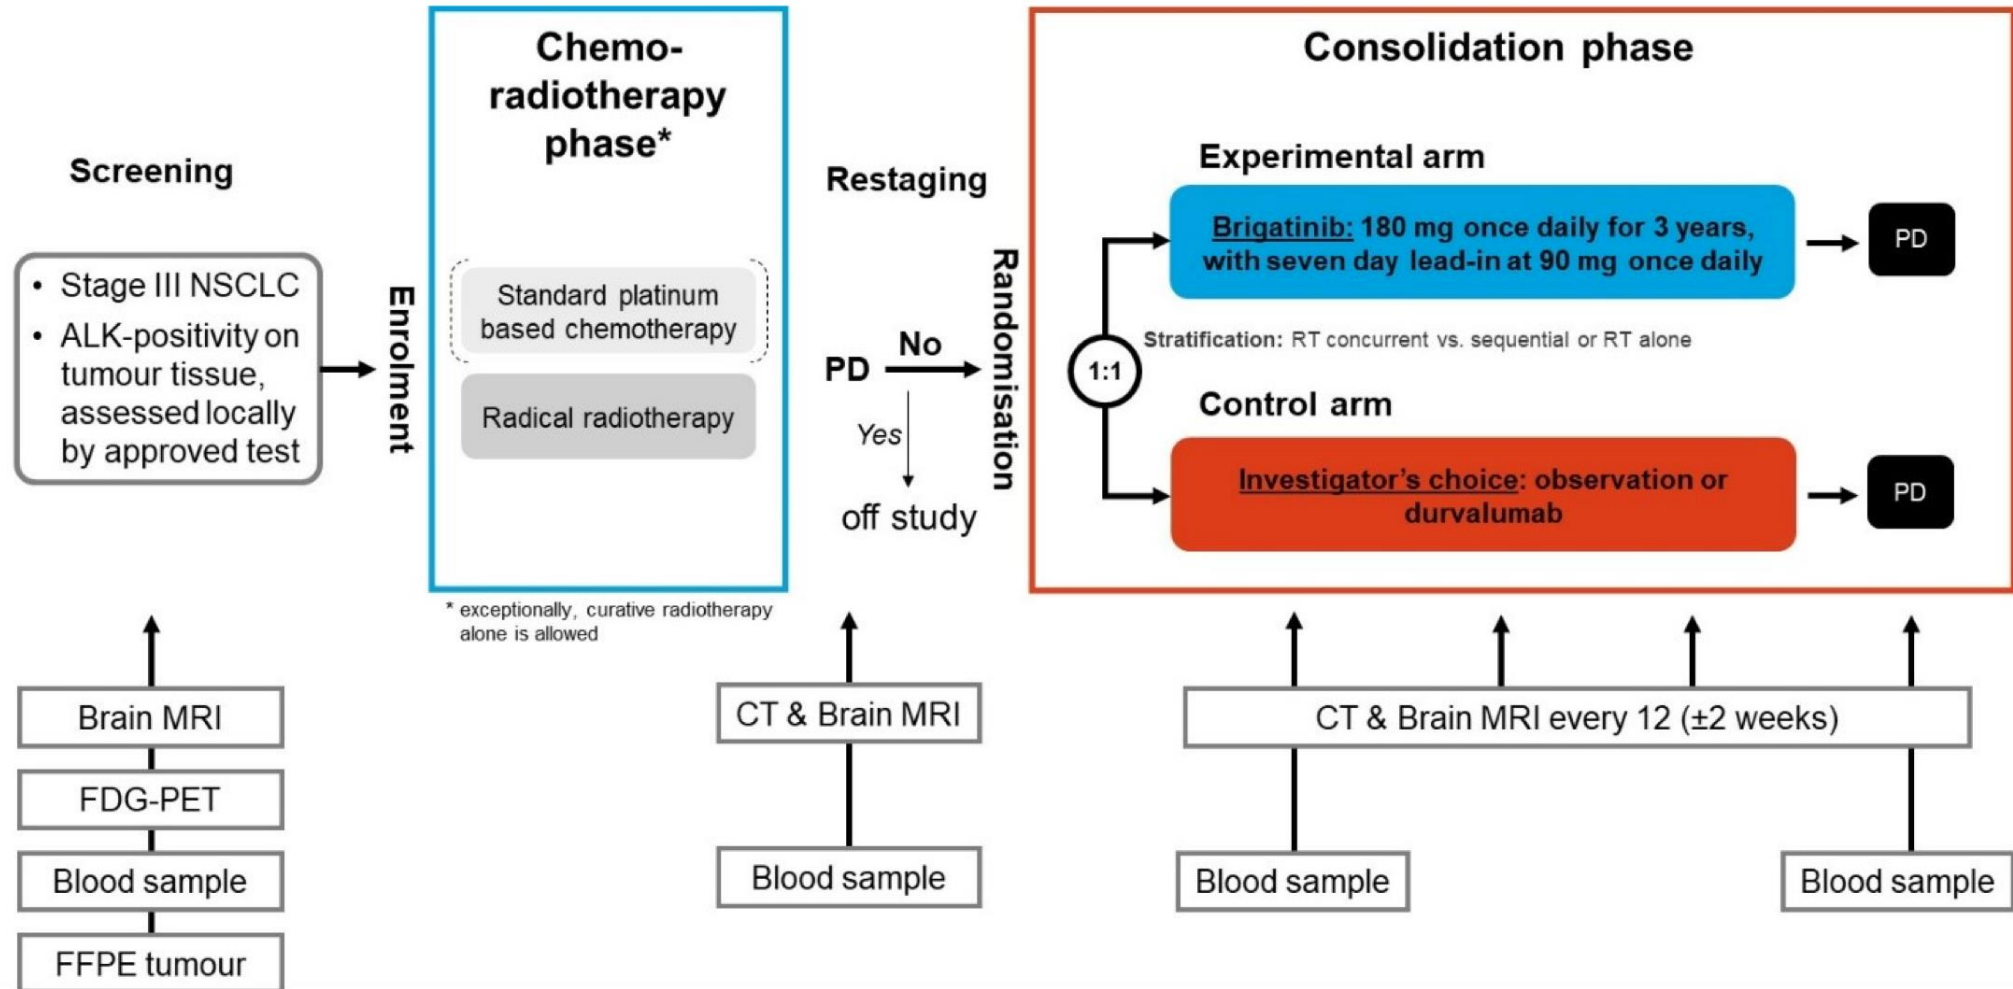 Screening
• Stage III NSCLC
• ALK-positivity on
tumour tissue,
assessed locally
by approved test
Enrolment
Chemo-
radiotherapy
phase*
Standard platinum
based chemotherapy
Radical radiotherapy
* exceptionally, curative radiotherapy
alone is allowed
Restaging
PD
No
Yes
off study
Randomisation
Consolidation phase
1:1
Experimental arm
Brigatinib: 180 mg once daily for 3 years,
with seven day lead-in at 90 mg once daily
PD
Stratification: RT concurrent vs. sequential or RT alone
Control arm
Investigator's choice: observation or
durvalumab
PD
Brain MRI
FDG-PET
Blood sample
FFPE tumour
CT & Brain MRI
Blood sample
CT & Brain MRI every 12 (±2 weeks)
Blood sample
Blood sample